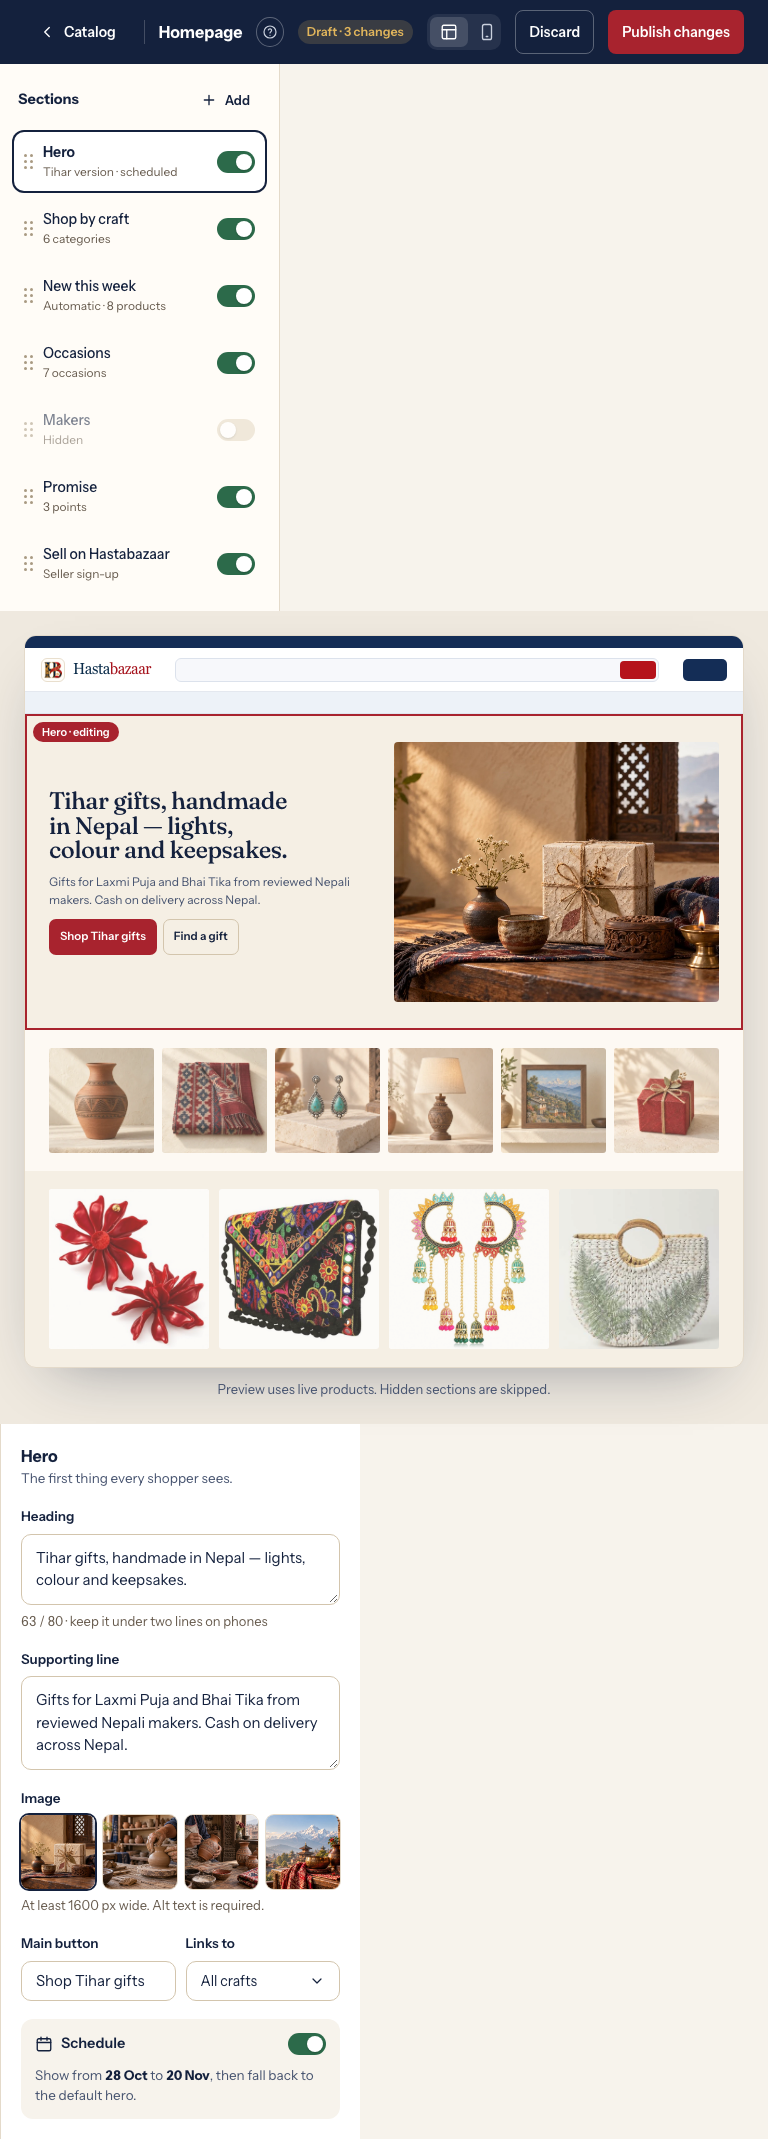 Catalog
Homepage
Draft · 3 changes
Discard
Publish changes
Sections
Add
Hero
Tihar version · scheduled
Shop by craft
6 categories
New this week
Automatic · 8 products
Occasions
7 occasions
Makers
Hidden
Promise
3 points
Sell on Hastabazaar
Seller sign-up
Hastabazaar
Hero · editing
Tihar gifts, handmade
in Nepal — lights,
colour and keepsakes.
Gifts for Laxmi Puja and Bhai Tika from reviewed Nepali
makers. Cash on delivery across Nepal.
Shop Tihar gifts
Find a gift
Preview uses live products. Hidden sections are skipped.
Hero
The first thing every shopper sees.
Heading
Tihar gifts, handmade in Nepal — lights,
colour and keepsakes.
63 / 80 · keep it under two lines on phones
Supporting line
Gifts for Laxmi Puja and Bhai Tika from
reviewed Nepali makers. Cash on delivery
across Nepal.
Image
At least 1600 px wide. Alt text is required.
Main button
Links to
Shop Tihar gifts
All crafts
Schedule
Show from 28 Oct to 20 Nov, then fall back to
the default hero.